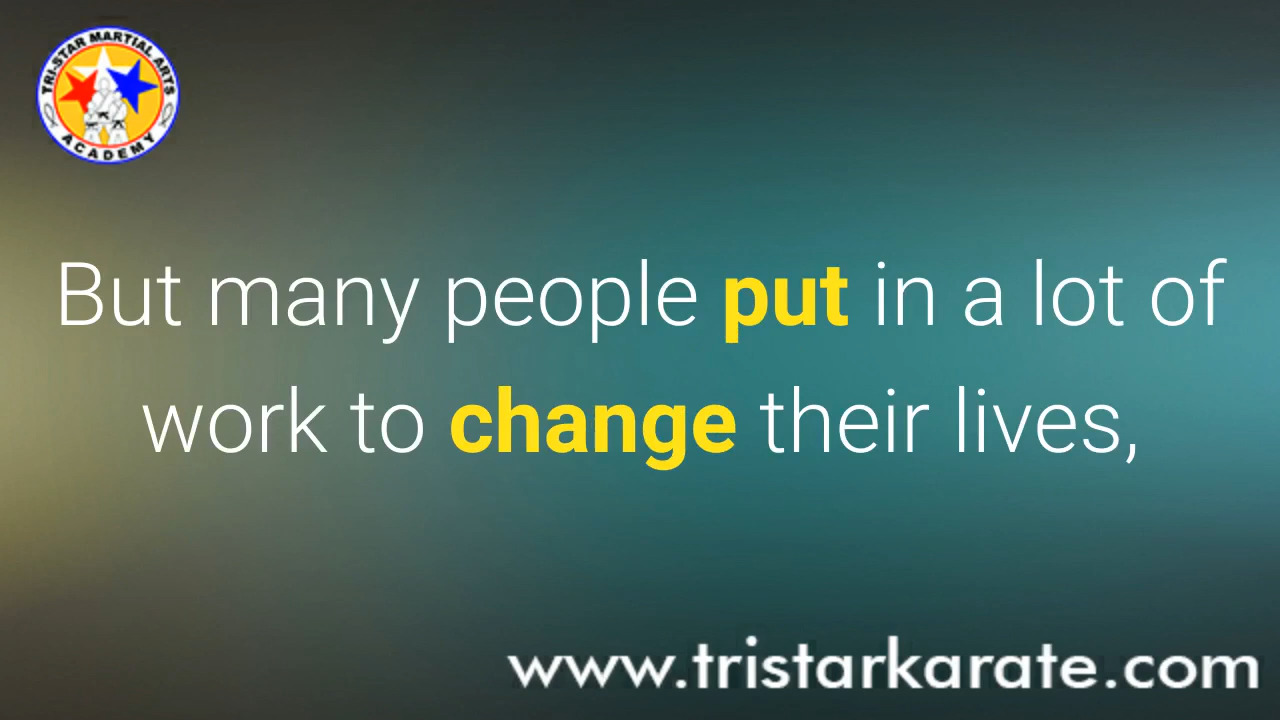 TRI-STAR MARTIAL ARTS
ACADEMY
But many people put in a lot of
work to change their lives,
www.tristarkarate.com